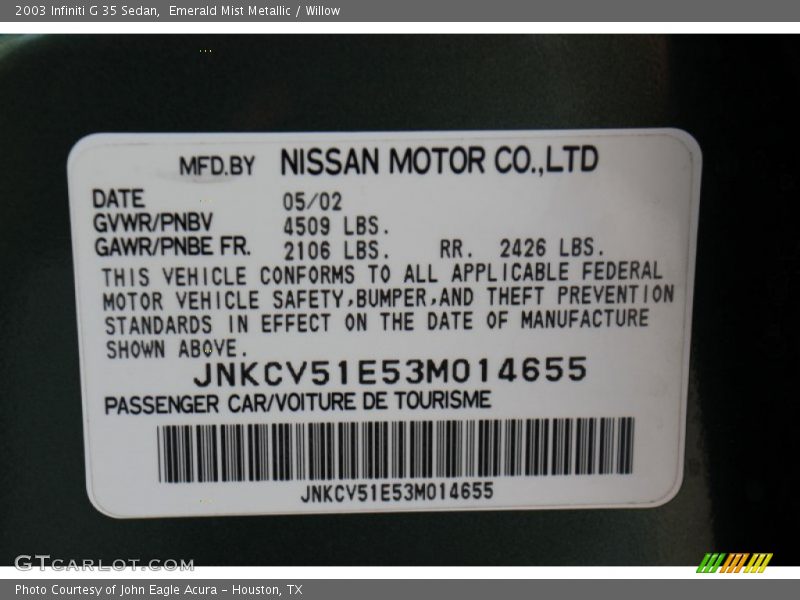 2003 Infiniti G 35 Sedan,  Emerald Mist Metallic / Willow
MFD.BY NISSAN MOTOR CO.,LTD
DATE 05/02
GVWR/PNBV 4509 LBS.
GAWR/PNBE FR. 2106 LBS. RR. 2426 LBS.
THIS VEHICLE CONFORMS TO ALL APPLICABLE FEDERAL
MOTOR VEHICLE SAFETY,BUMPER,AND THEFT PREVENTION
STANDARDS IN EFFECT ON THE DATE OF MANUFACTURE
SHOWN ABOVE.
JNKCV51E53M014655
PASSENGER CAR/VOITURE DE TOURISME
JNKCV51E53M014655
GTCARLOT.COM
Photo Courtesy of John Eagle Acura - Houston, TX